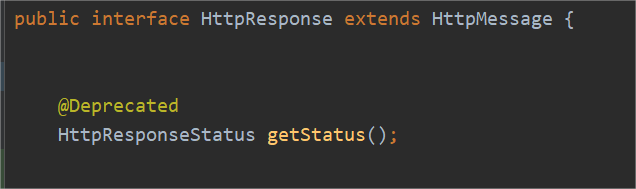 public interface HttpResponse extends HttpMessage {
@Deprecated
HttpResponseStatus getStatus();